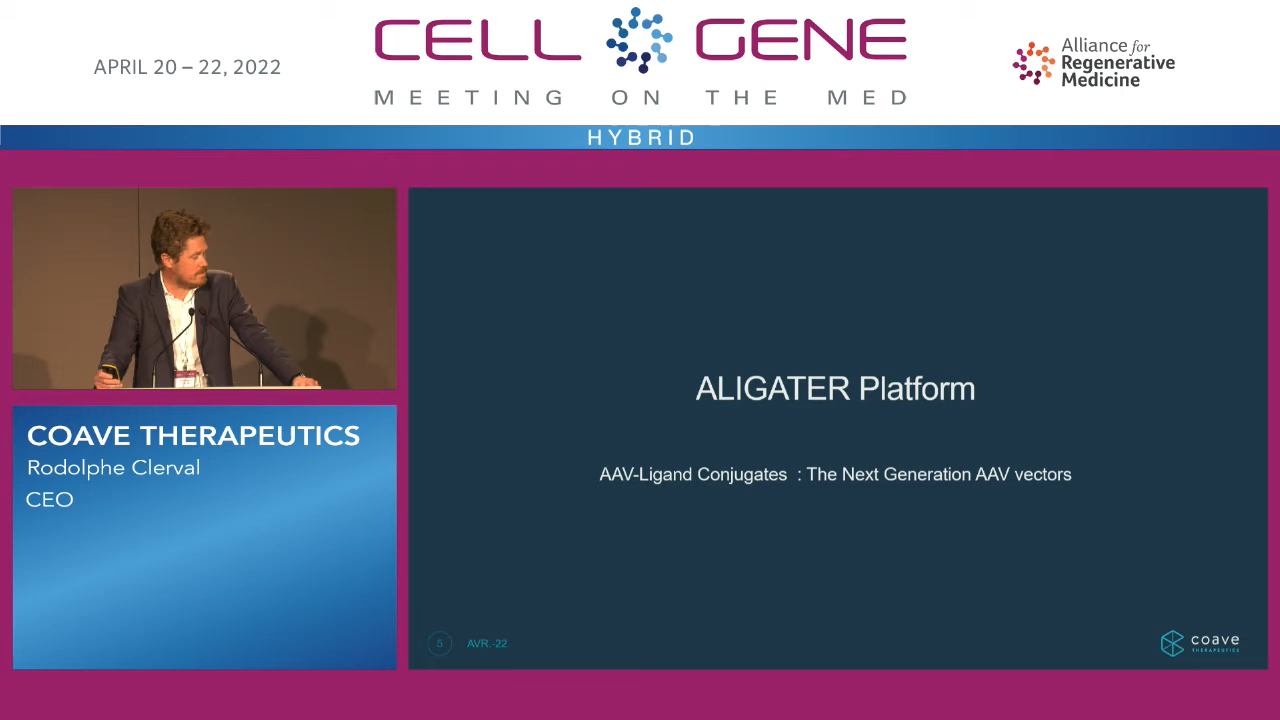 APRIL 20 – 22, 2022
CELL GENE
MEETING ON THE MED
HYBRID
Alliance for
Regenerative
Medicine
COAVE THERAPEUTICS
Rodolphe Clerval
CEO
ALIGATER Platform
AAV-Ligand Conjugates : The Next Generation AAV vectors
5 AVR.-22
coave
THERAPEUTICS